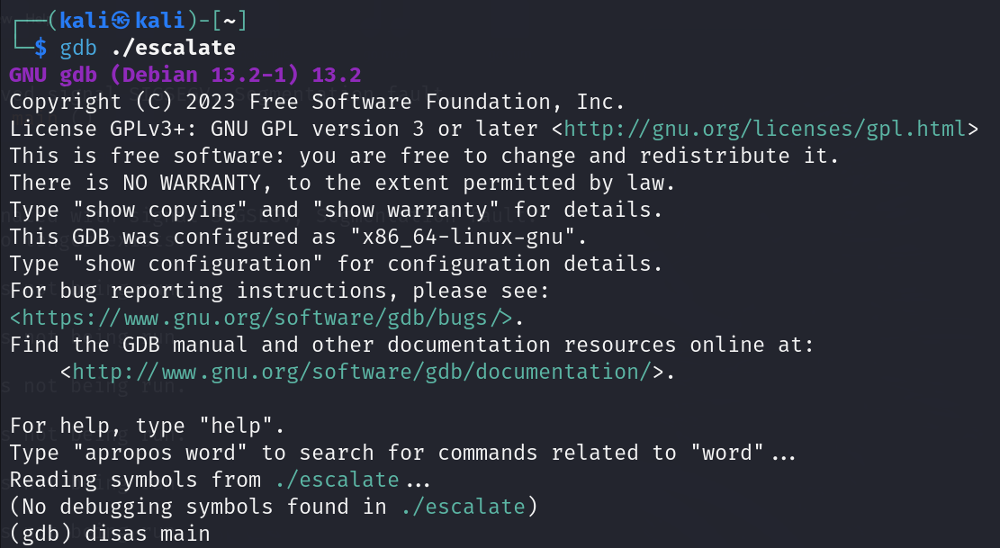 ┌──(kali㉿kali)-[~]
└─$ gdb ./escalate
GNU gdb (Debian 13.2-1) 13.2
Copyright (C) 2023 Free Software Foundation, Inc.
License GPLv3+: GNU GPL version 3 or later <http://gnu.org/licenses/gpl.html>
This is free software: you are free to change and redistribute it.
There is NO WARRANTY, to the extent permitted by law.
Type "show copying" and "show warranty" for details.
This GDB was configured as "x86_64-linux-gnu".
Type "show configuration" for configuration details.
For bug reporting instructions, please see:
<https://www.gnu.org/software/gdb/bugs/>.
Find the GDB manual and other documentation resources online at:
    <http://www.gnu.org/software/gdb/documentation/>.

For help, type "help".
Type "apropos word" to search for commands related to "word"...
Reading symbols from ./escalate...
(No debugging symbols found in ./escalate)
(gdb) disas main